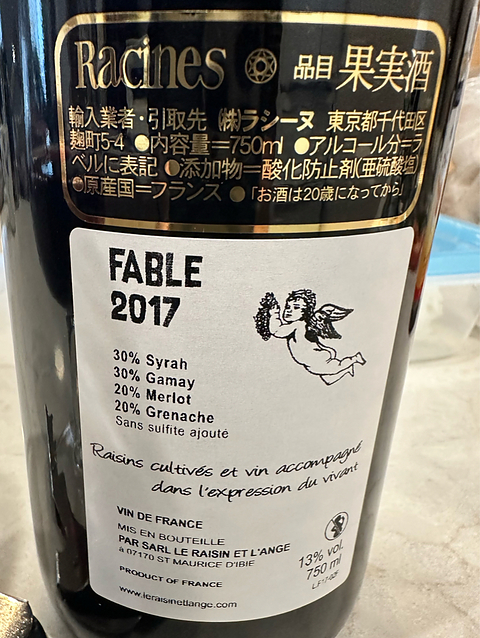 Racines 品目 果実酒
輸入業者・引取先 ㈱ラシーヌ 東京都千代田区
麹町5-4 ●内容量=750ml ●アルコール分=ラ
ベルに表記 ●添加物=酸化防止剤(亜硫酸塩)
●原産国=フランス ●「お酒は20歳になってから」
FABLE
2017
30% Syrah
30% Gamay
20% Merlot
20% Grenache
Sans sulfite ajouté
Raisins cultivés et vin accompagné
dans l'expression du vivant
VIN DE FRANCE
MIS EN BOUTEILLE
PAR SARL LE RAISIN ET L'ANGE
à 07170 ST MAURICE D'IBIE
PRODUCT OF FRANCE
www.leraisinetlange.com
13% vol.
750 ml